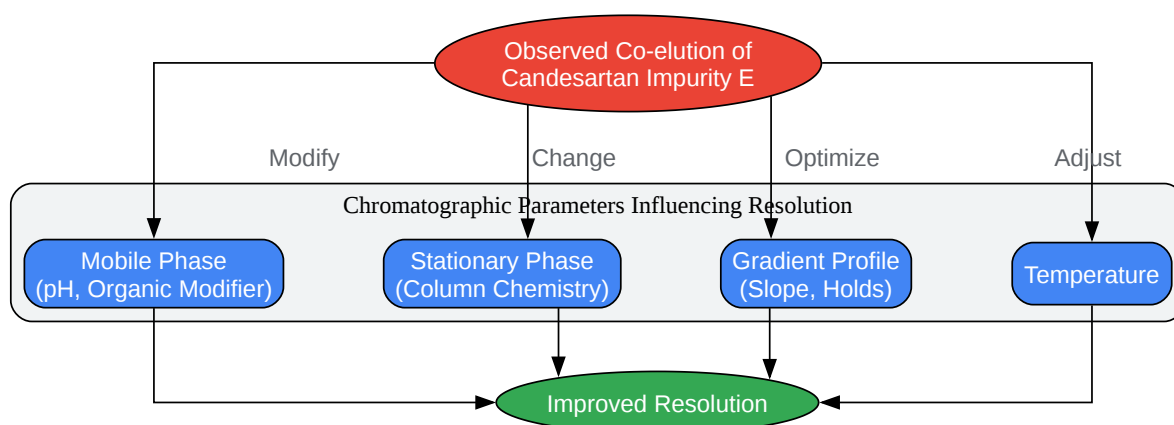 Observed Co-elution of
Candesartan Impurity E
Modify
Change
Optimize
Adjust
Chromatographic Parameters Influencing Resolution
Mobile Phase
(pH, Organic Modifier)
Stationary Phase
(Column Chemistry)
Gradient Profile
(Slope, Holds)
Temperature
Improved Resolution